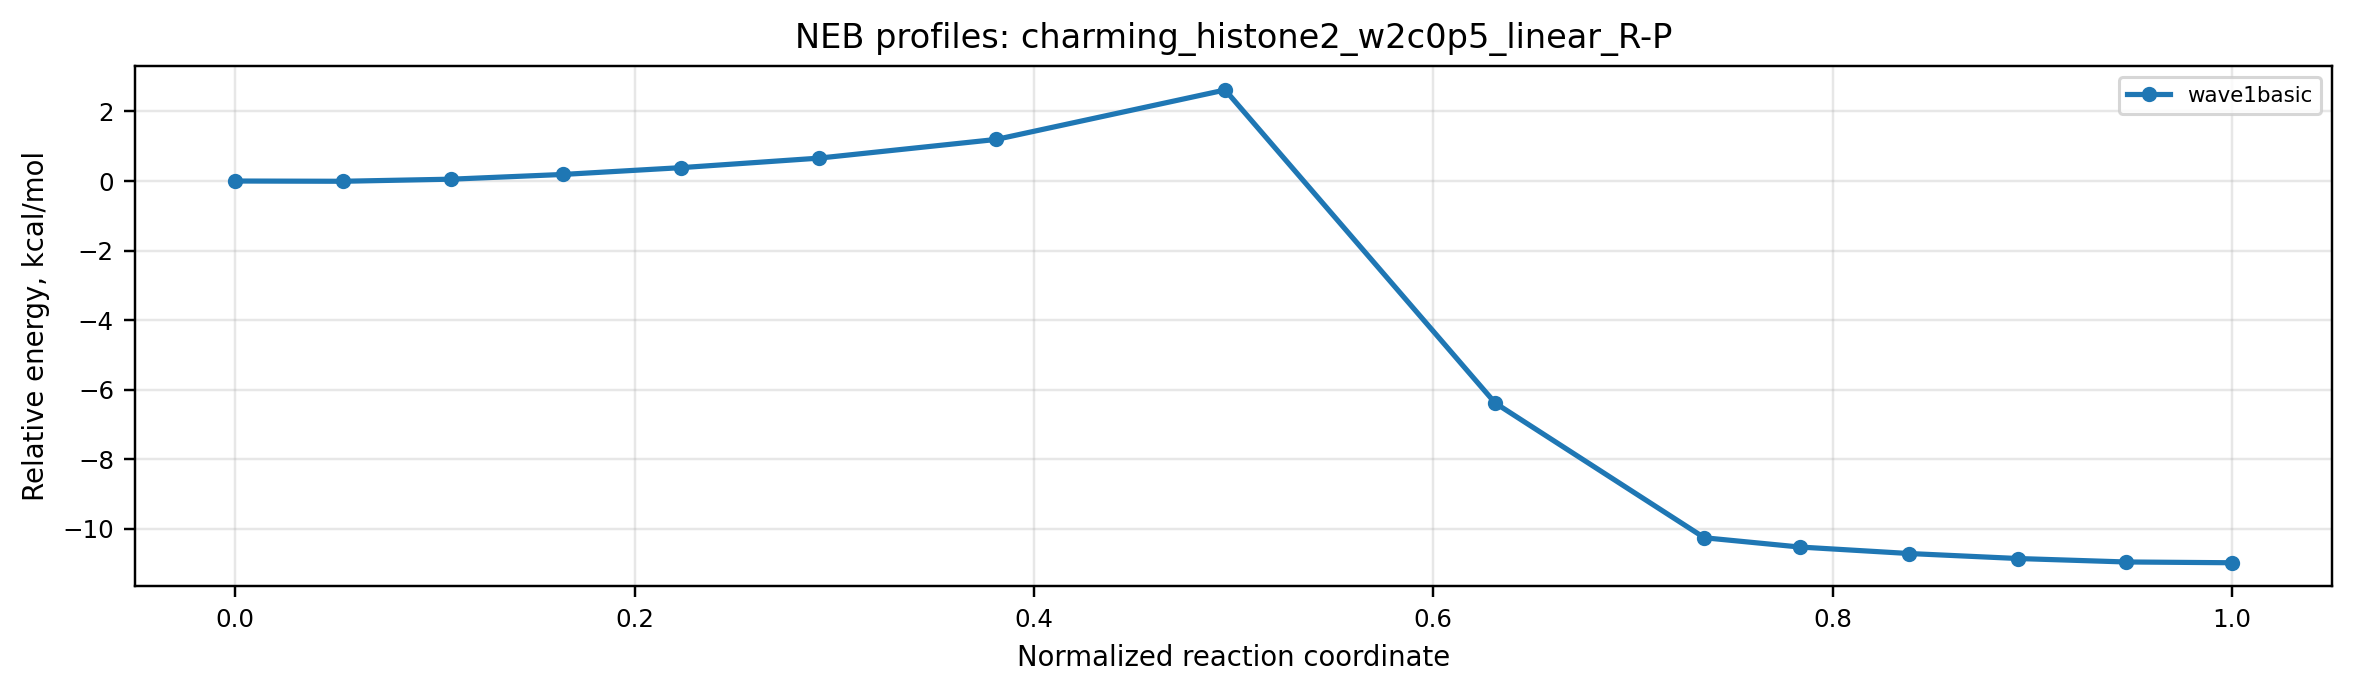 NEB profiles: charming_histone2_w2c0p5_linear_R-P
wave1basic
Relative energy, kcal/mol
2
0
−2
−4
−6
−8
−10
0.0 0.2 0.4 0.6 0.8 1.0
Normalized reaction coordinate